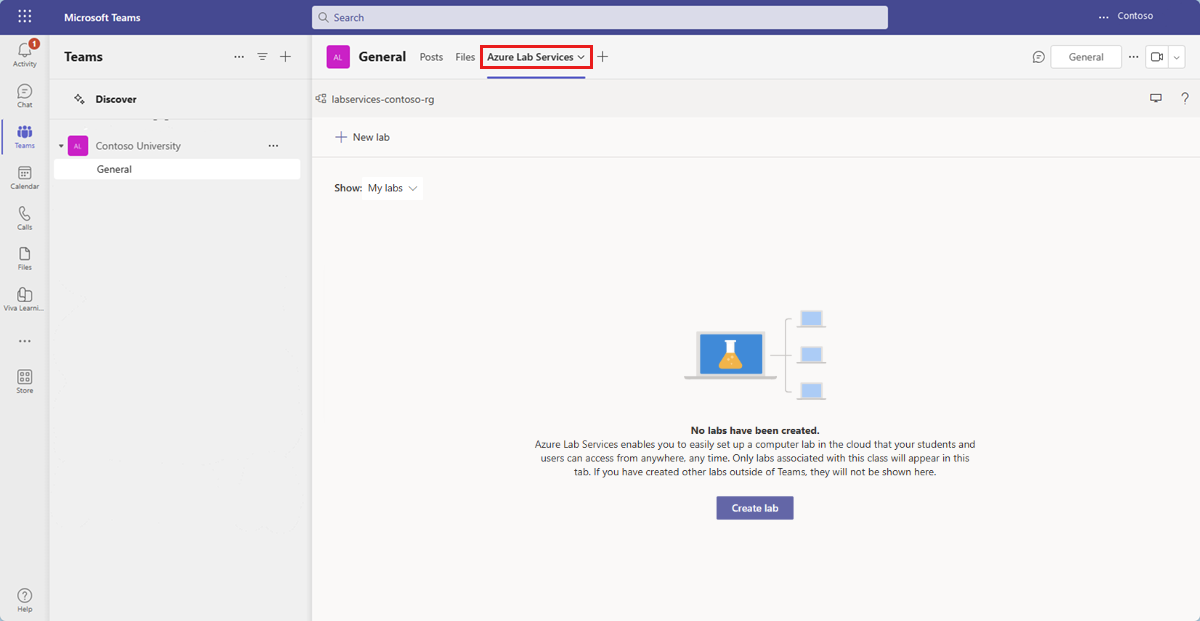 Microsoft Teams
Search
Contoso
1
Activity
Chat
Teams
Calendar
Calls
Files
Viva Learni...
Store
Help
Teams
Discover
AL
Contoso University
General
AL
General
Posts
Files
Azure Lab Services
General
labservices-contoso-rg
?
New lab
Show:
My labs
No labs have been created.
Azure Lab Services enables you to easily set up a computer lab in the cloud that your students and
users can access from anywhere. any time. Only labs associated with this class will appear in this
tab. If you have created other labs outside of Teams, they will not be shown here.
Create lab